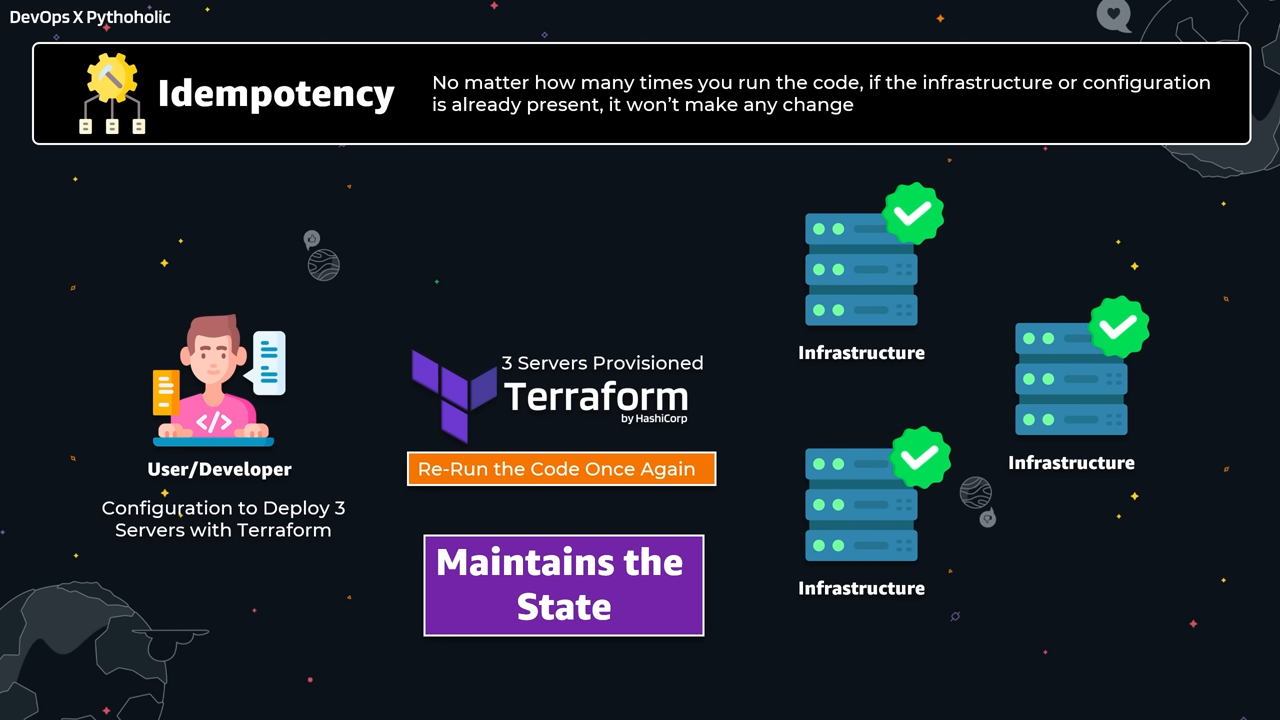 DevOps X Pythoholic
Idempotency
No matter how many times you run the code, if the infrastructure or configuration
is already present, it won't make any change
User/Developer
Configuration to Deploy 3
Servers with Terraform
</>
3 Servers Provisioned
Terraform
by HashiCorp
Re-Run the Code Once Again
Maintains the
State
Infrastructure
Infrastructure
Infrastructure